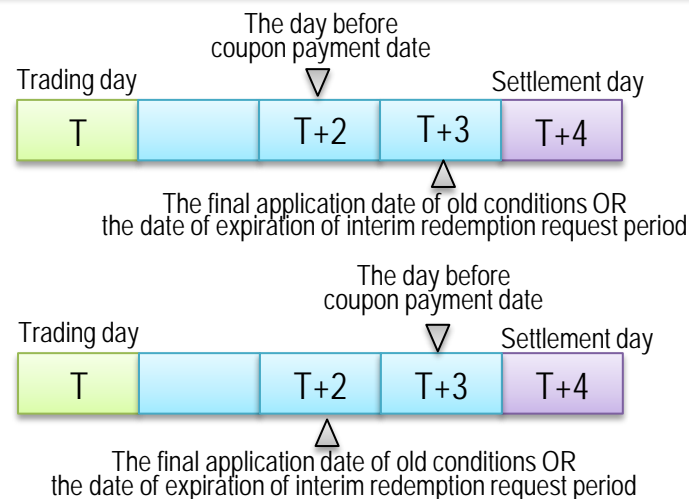 The day before
coupon payment date
Trading day
Settlement day
T
T+2
T+3
T+4
The final application date of old conditions OR
the date of expiration of interim redemption request period
The day before
coupon payment date
Trading day
Settlement day
T
T+2
T+3
T+4
The final application date of old conditions OR
the date of expiration of interim redemption request period